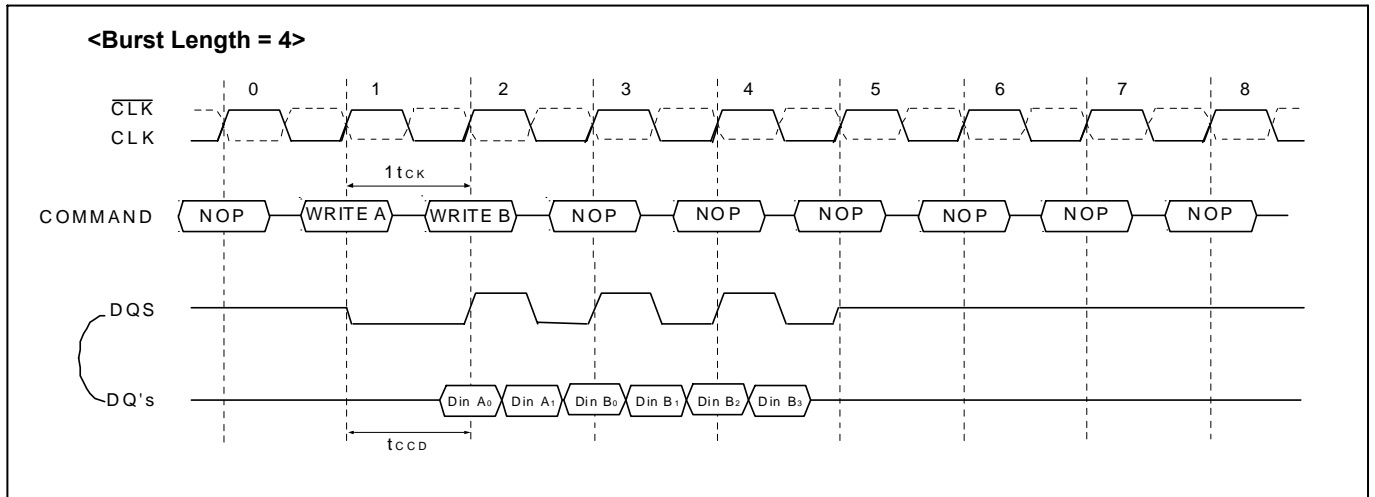 <Burst Length = 4>
0 1 2 3 4 5 6 7 8
CLK
CLK
1tCK
COMMAND NOP WRITE A WRITE B NOP NOP NOP NOP NOP NOP
DQS
DQ's Din A0 Din A1 Din B0 Din B1 Din B2 Din B3
tCCD